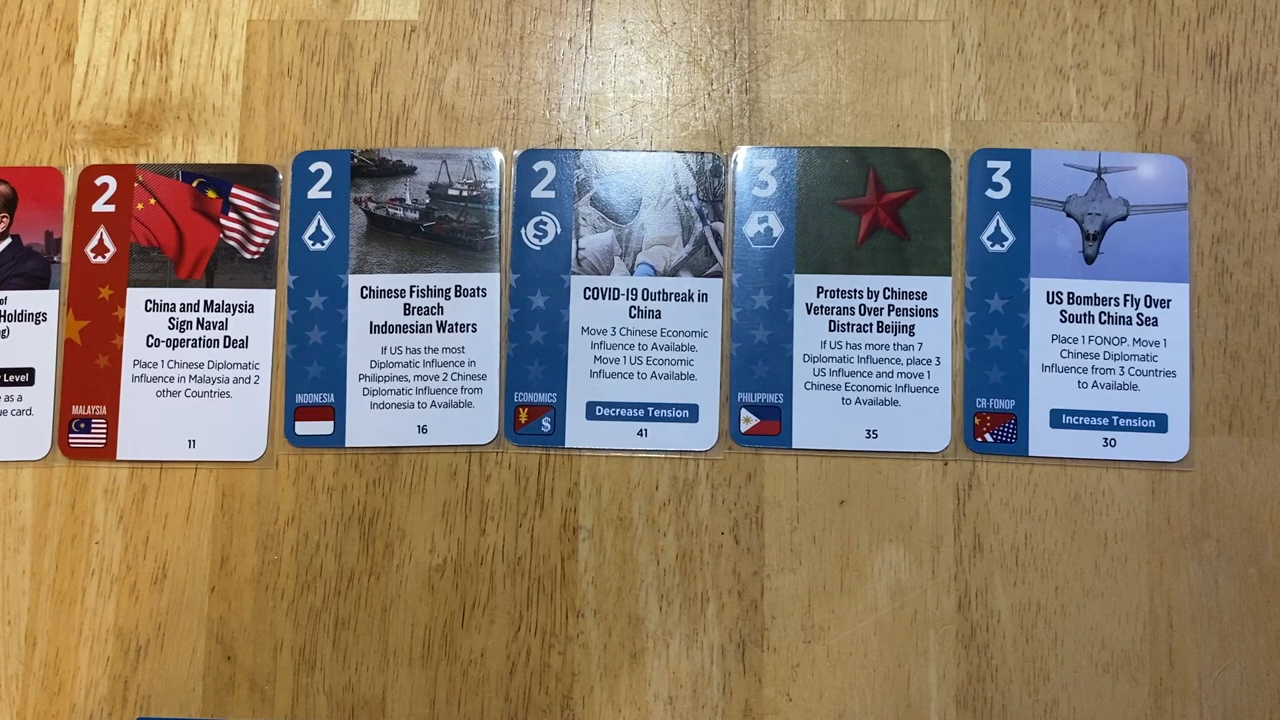 of
Holdings
Level
as a
ue card.
2
China and Malaysia
Sign Naval
Co-operation Deal
Place 1 Chinese Diplomatic
Influence in Malaysia and 2
other Countries.
MALAYSIA
11
2
Chinese Fishing Boats
Breach
Indonesian Waters
If US has the most
Diplomatic Influence in
Philippines, move 2 Chinese
Diplomatic Influence from
Indonesia to Available.
INDONESIA
16
2
$
COVID-19 Outbreak in
China
Move 3 Chinese Economic
Influence to Available.
Move 1 US Economic
Influence to Available.
Decrease Tension
ECONOMICS
¥ $
41
3
Protests by Chinese
Veterans Over Pensions
Distract Beijing
If US has more than 7
Diplomatic Influence, place 3
US Influence and move 1
Chinese Economic Influence
to Available.
PHILIPPINES
35
3
US Bombers Fly Over
South China Sea
Place 1 FONOP. Move 1
Chinese Diplomatic
Influence from 3 Countries
to Available.
Increase Tension
CR-FONOP
30